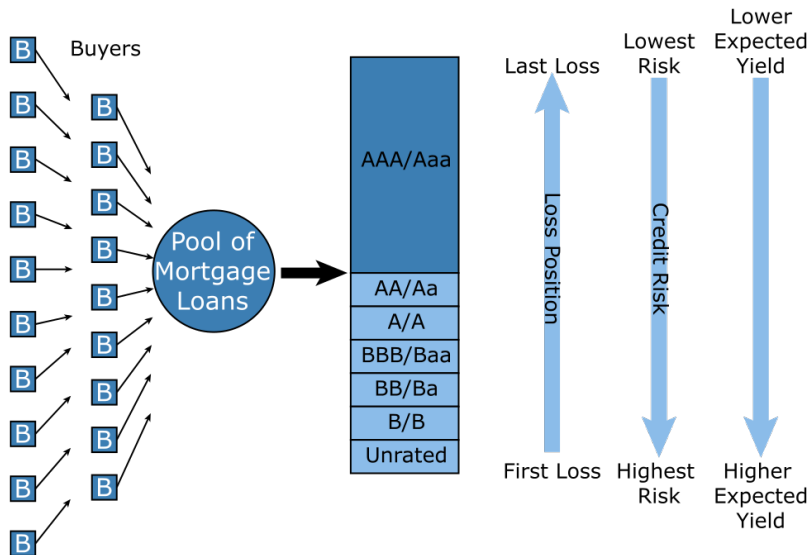 B
B
B
B
B
B
B
B
B
B
Buyers
B
B
B
B
B
B
B
B
B
Pool of
Mortgage
Loans
AAA/Aaa
AA/Aa
A/A
BBB/Baa
BB/Ba
B/B
Unrated
Last Loss
Loss Position
First Loss
Lowest
Risk
Credit Risk
Highest
Risk
Lower
Expected
Yield
Higher
Expected
Yield